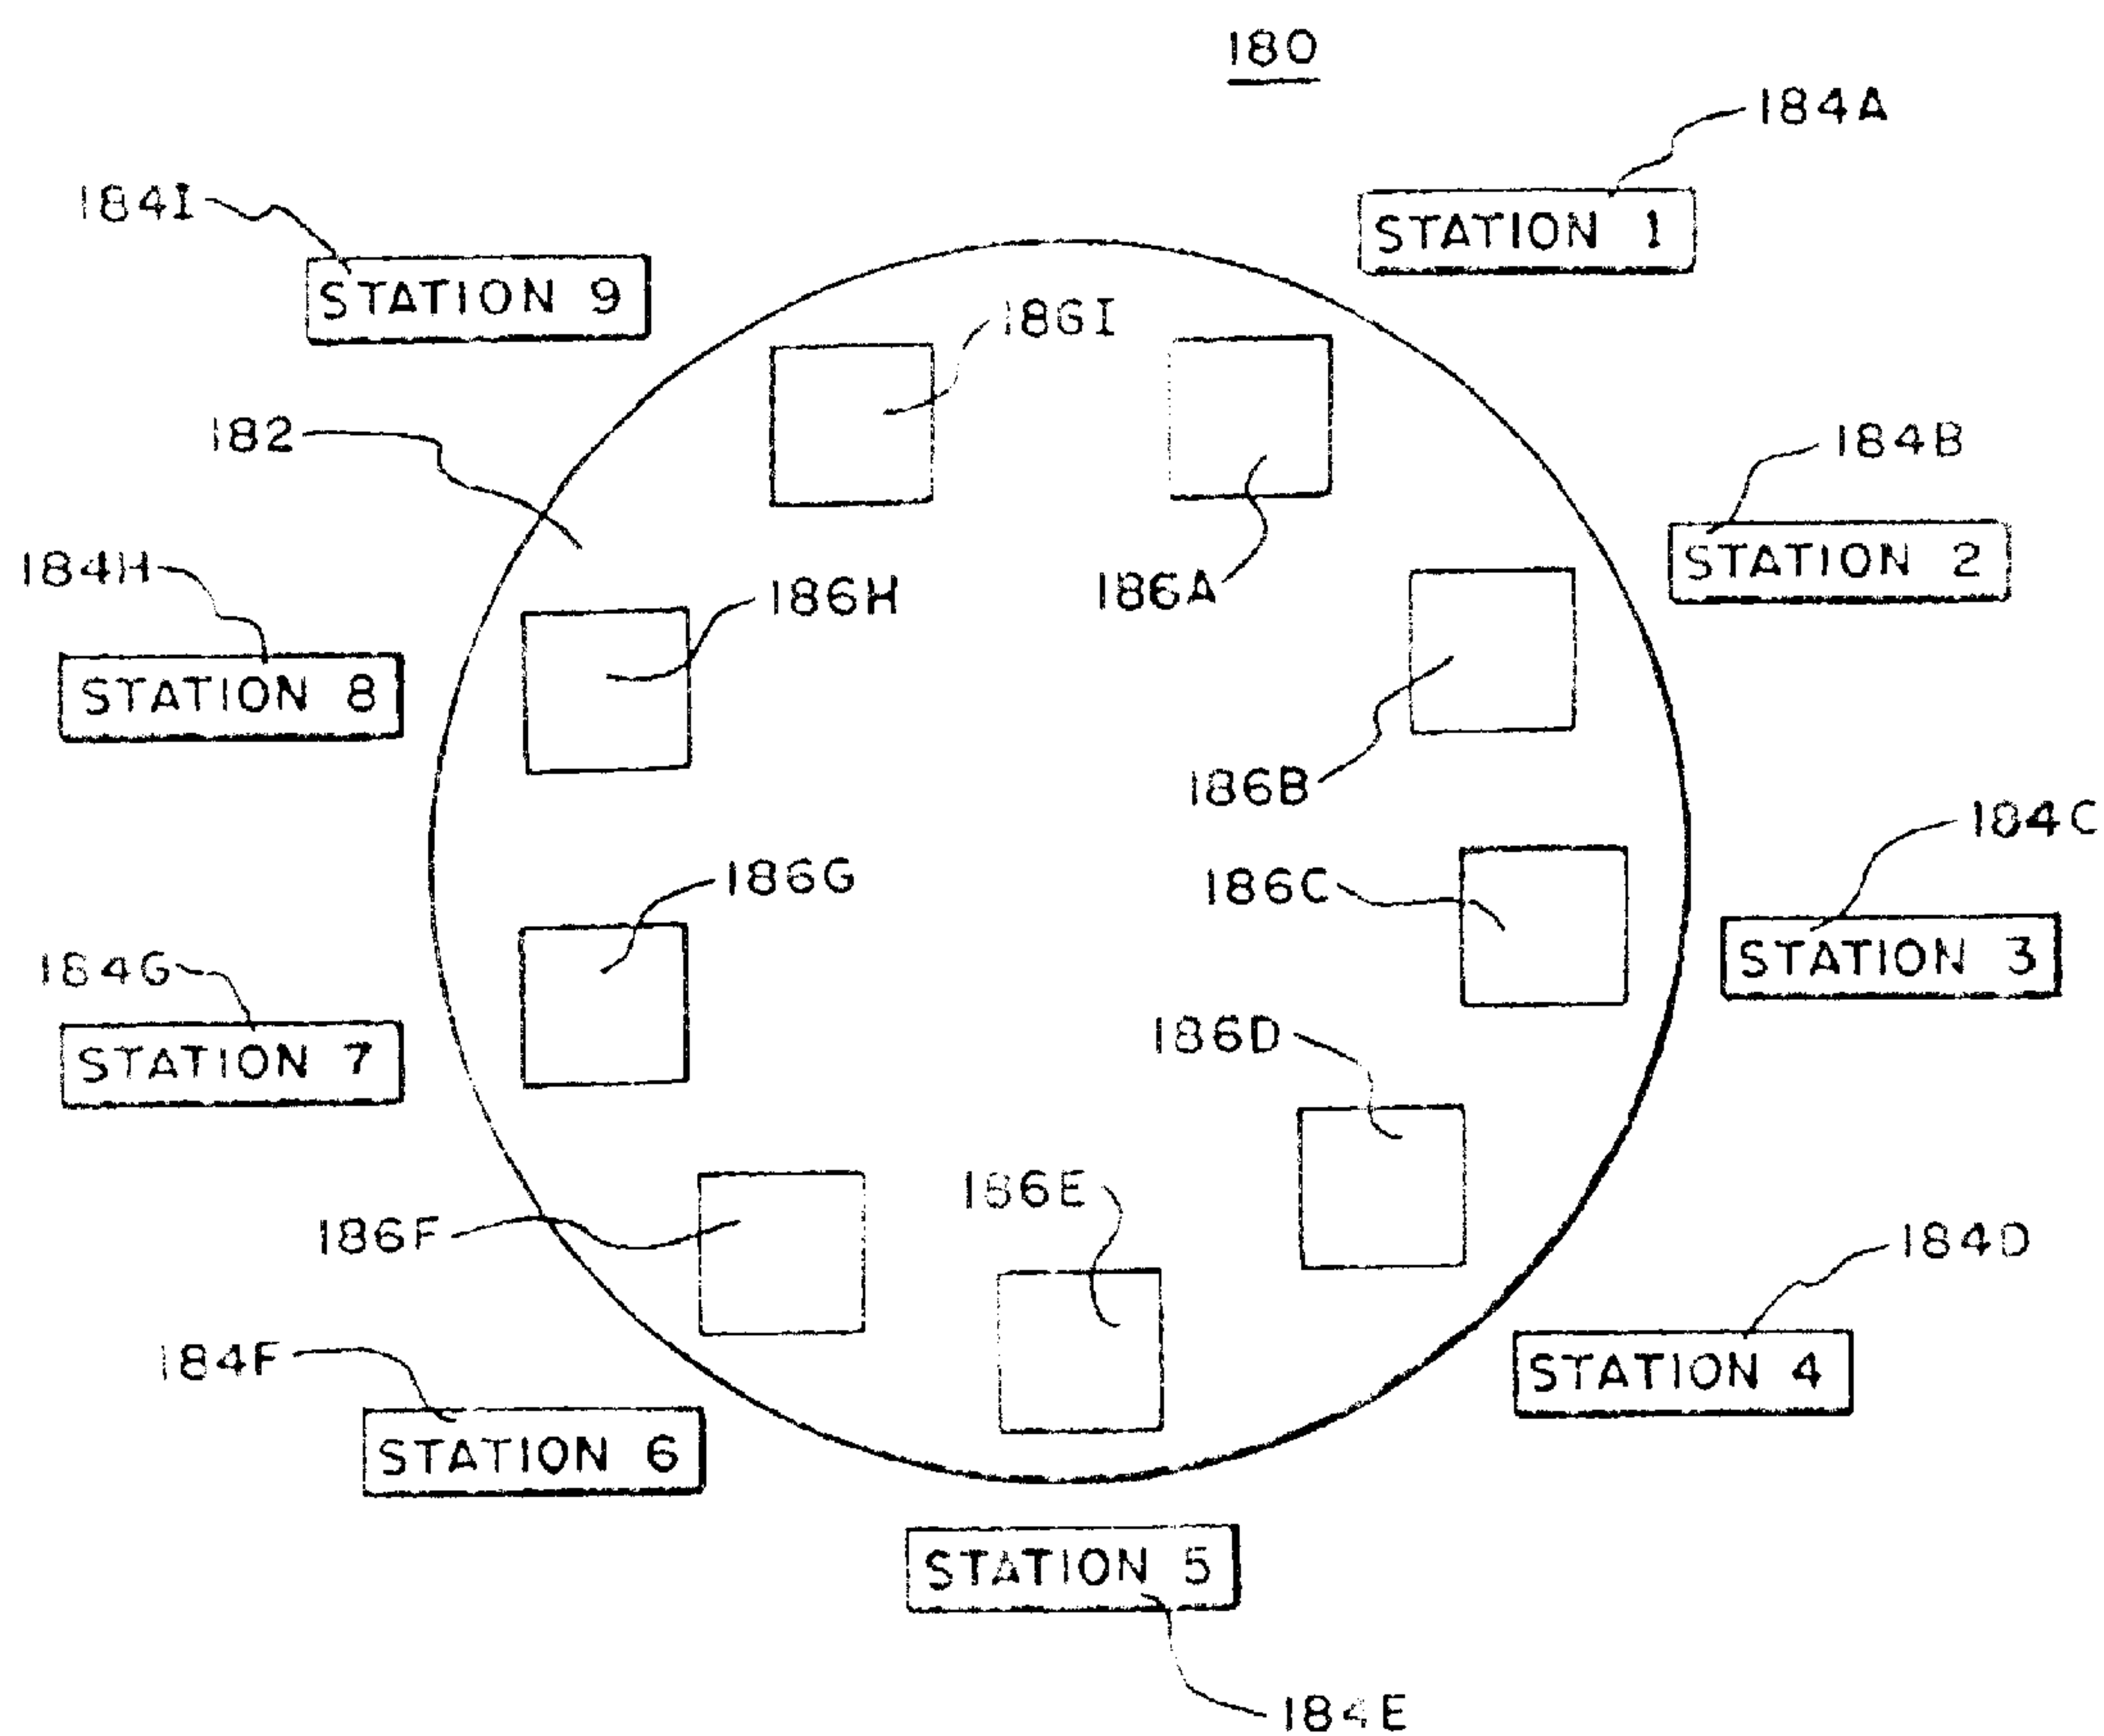 180
184A
STATION 1
184I
STATION 9
186I
182
184B
STATION 2
186A
184H
186H
STATION 8
186B
184C
186C
186G
STATION 3
184G
STATION 7
186D
186E
186F
184D
184F
STATION 4
STATION 6
STATION 5
184E